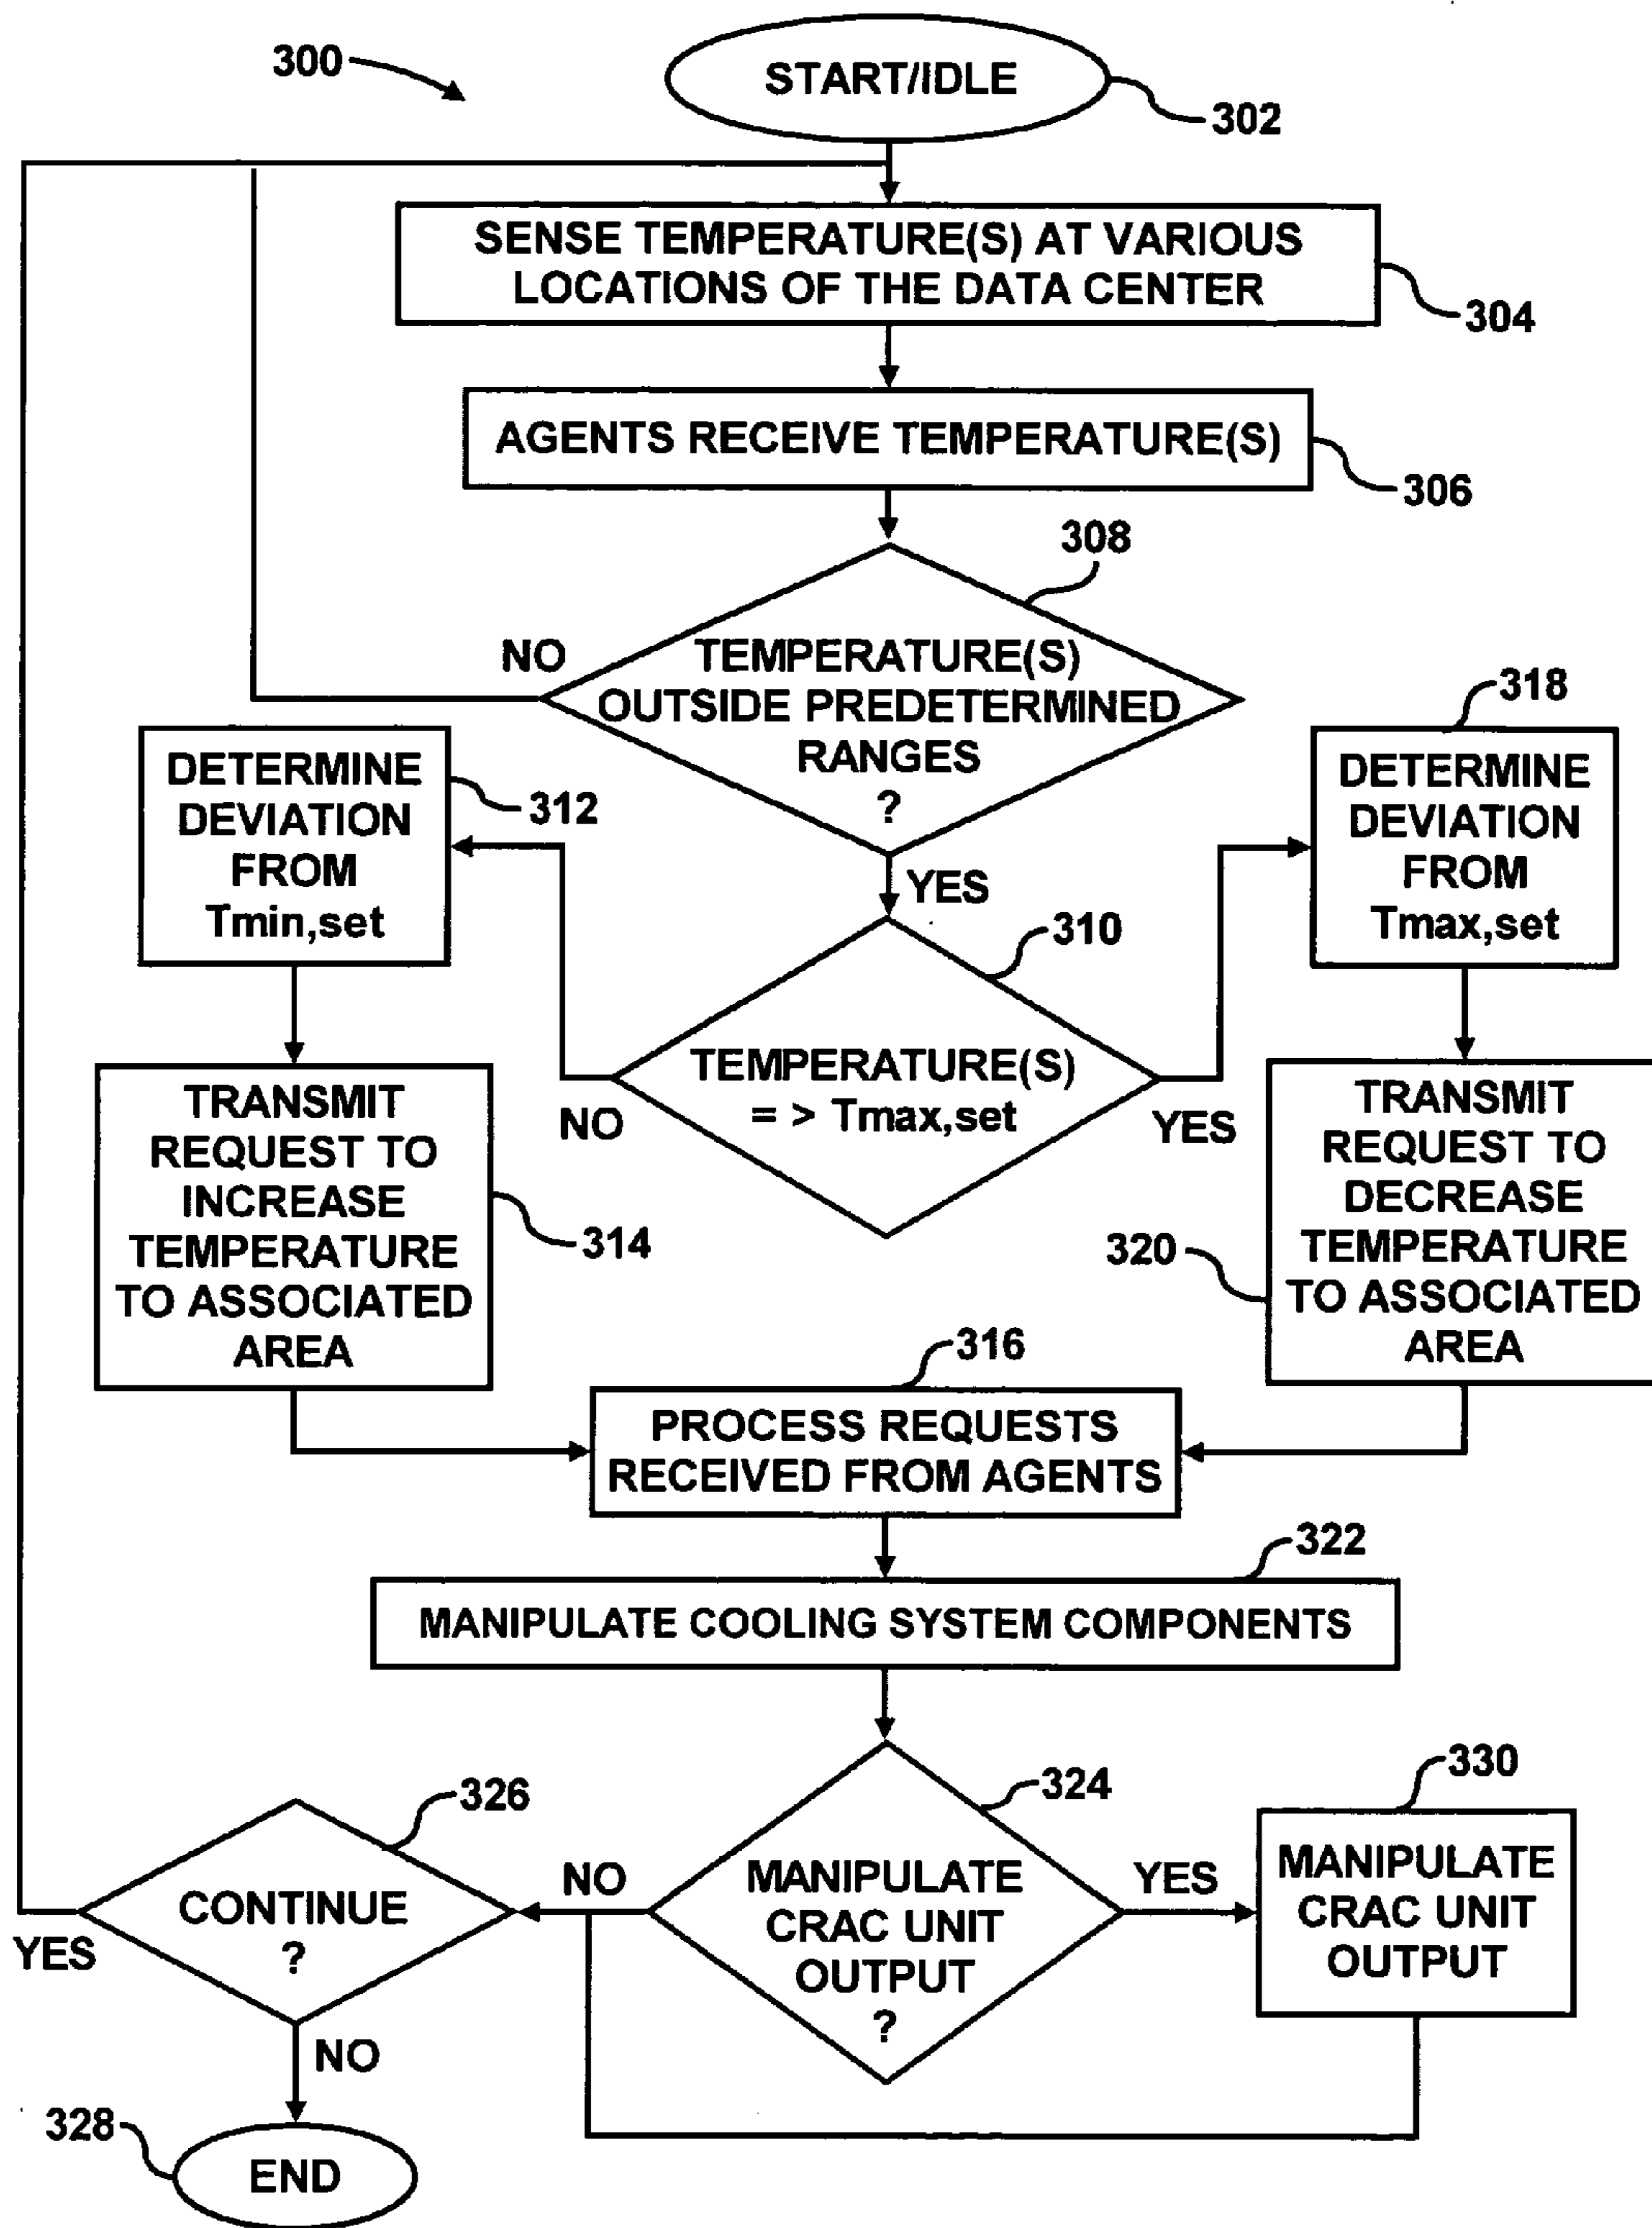 300
START/IDLE
302
SENSE TEMPERATURE(S) AT VARIOUS
LOCATIONS OF THE DATA CENTER
304
AGENTS RECEIVE TEMPERATURE(S)
306
308
NO
TEMPERATURE(S)
OUTSIDE PREDETERMINED
RANGES
?
YES
DETERMINE
DEVIATION
FROM
Tmin,set
312
318
DETERMINE
DEVIATION
FROM
Tmax,set
310
TEMPERATURE(S)
= > Tmax,set
NO
YES
TRANSMIT
REQUEST TO
INCREASE
TEMPERATURE
TO ASSOCIATED
AREA
314
TRANSMIT
REQUEST TO
DECREASE
TEMPERATURE
TO ASSOCIATED
AREA
320
316
PROCESS REQUESTS
RECEIVED FROM AGENTS
322
MANIPULATE COOLING SYSTEM COMPONENTS
324
MANIPULATE
CRAC UNIT
OUTPUT
?
YES
330
MANIPULATE
CRAC UNIT
OUTPUT
NO
326
CONTINUE
?
YES
NO
328
END